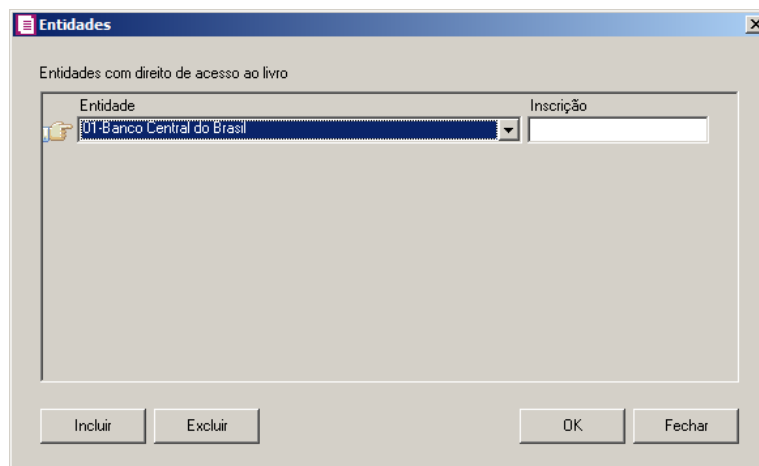 Entidades
Entidades com direito de acesso ao livro
Entidade Inscrição
01-Banco Central do Brasil
Incluir Excluir OK Fechar